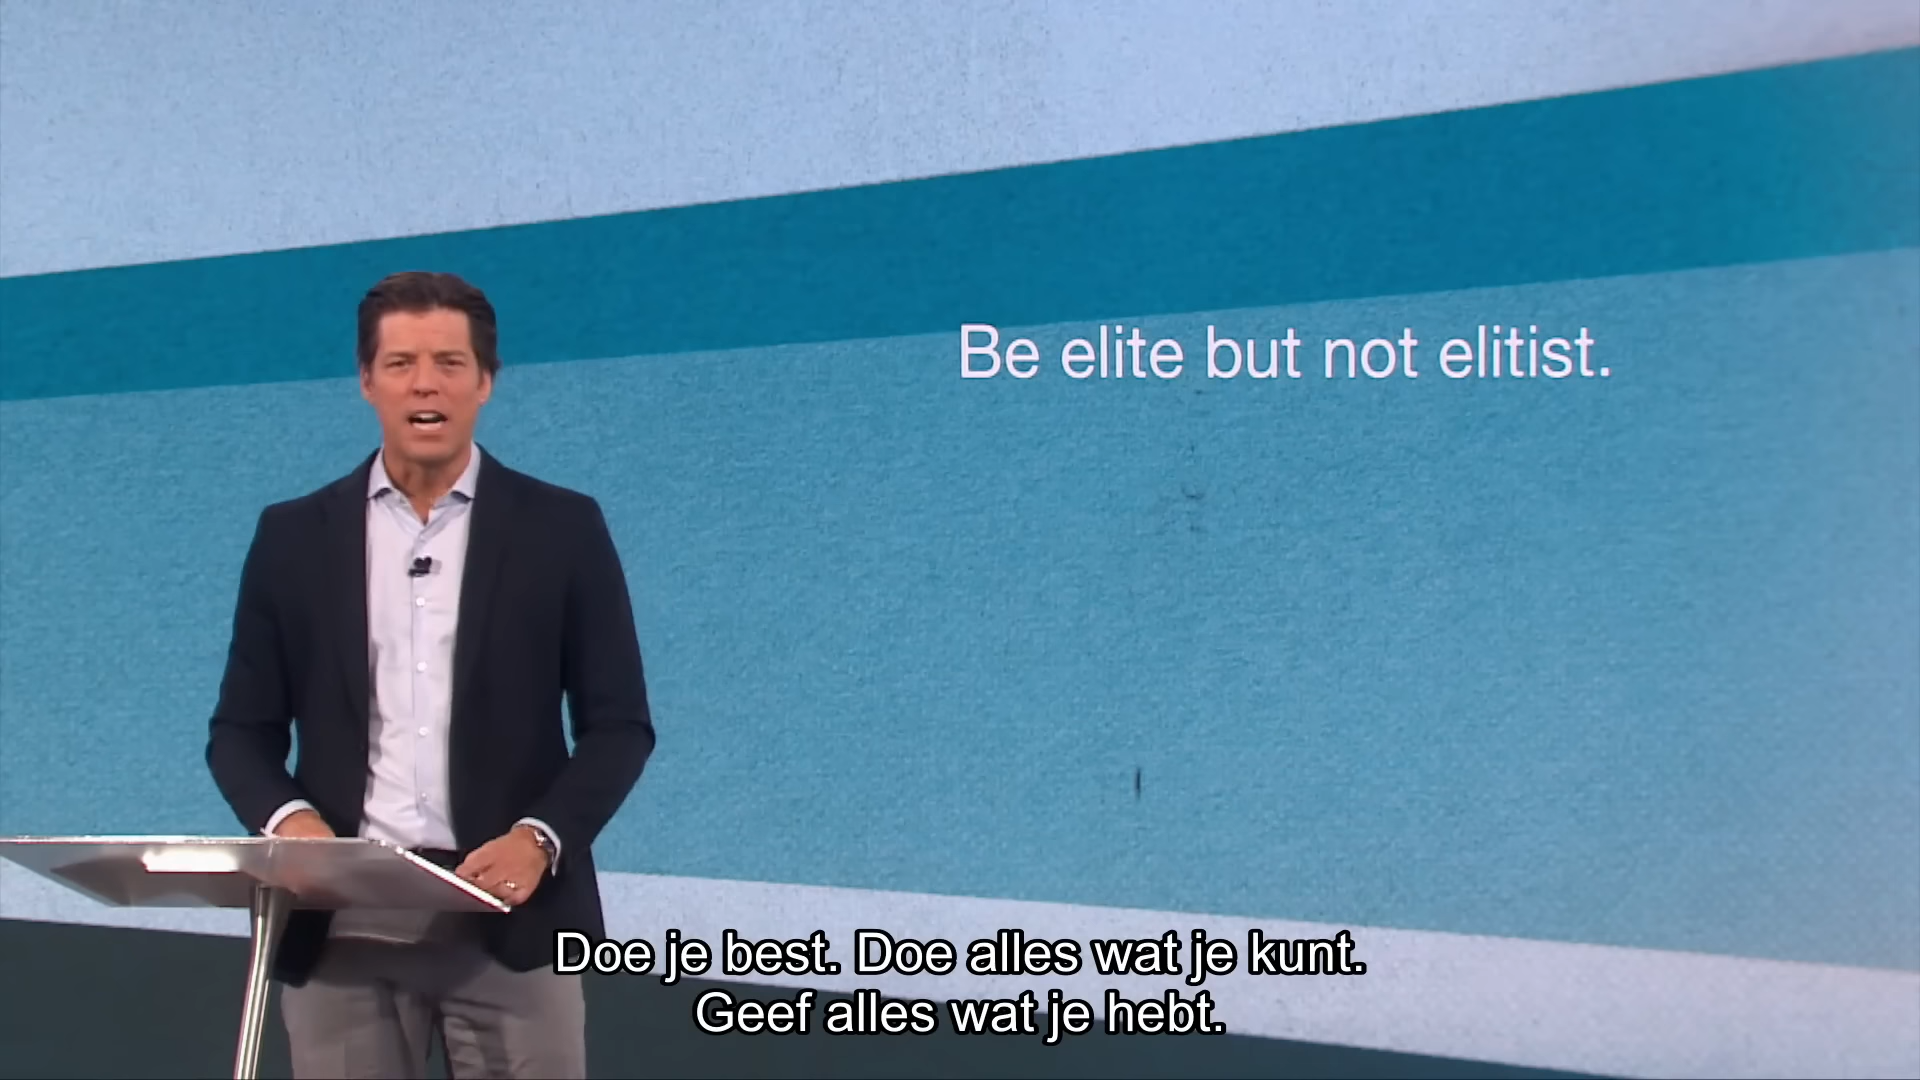 Be elite but not elitist.
Doe je best. Doe alles wat je kunt.
Geef alles wat je hebt.